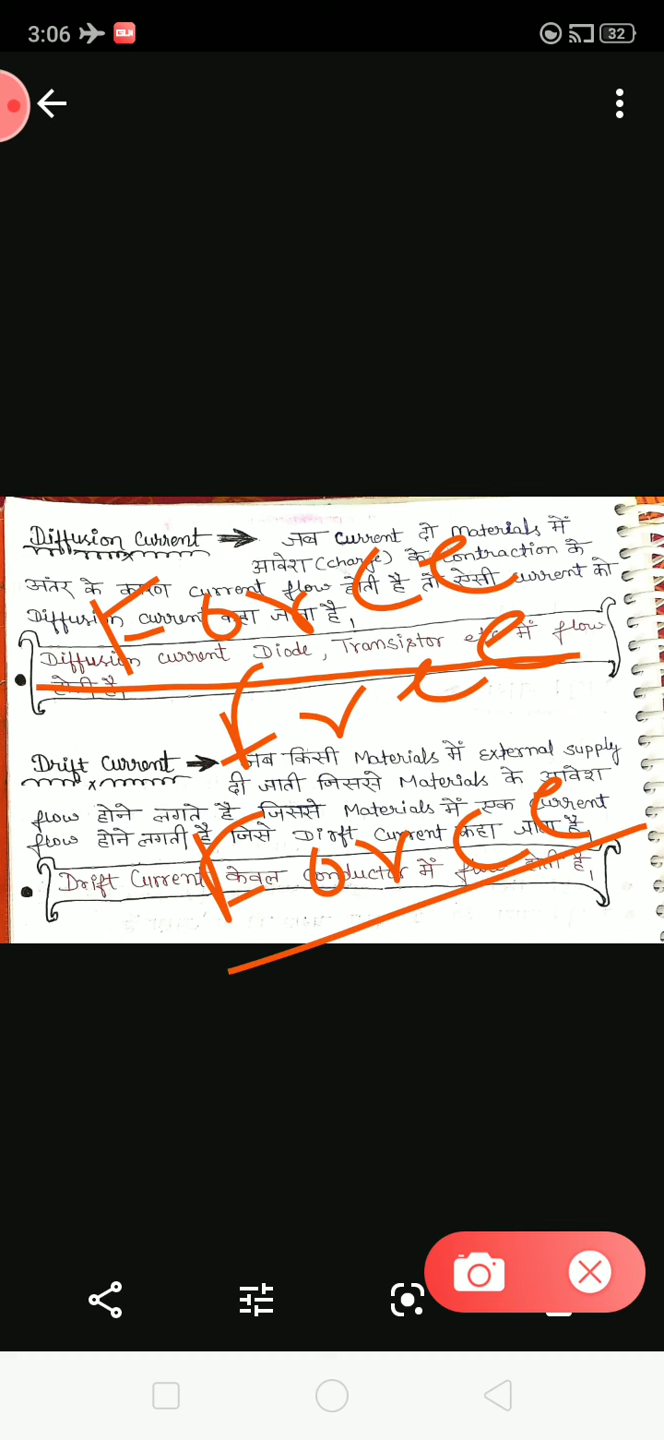 3:06
32
Diffusion Current → जब Current दो Materials में
आवेश (charge) के Contraction के
अंतर के कारण current flow होती है तो ऐसी current को
Diffusion current कहा जाता है,
Diffusion current Diode, Transistor etc में flow
होती है,
Force
Drift Current → जब किसी Materials में External supply
दी जाती जिससे Materials के आवेश
flow होने लगते है जिससे Materials में एक Current
flow होने लगती है जिसे Dirft Current कहा जाता है,
Drift Current केवल Conductor में flow होती है,
Force